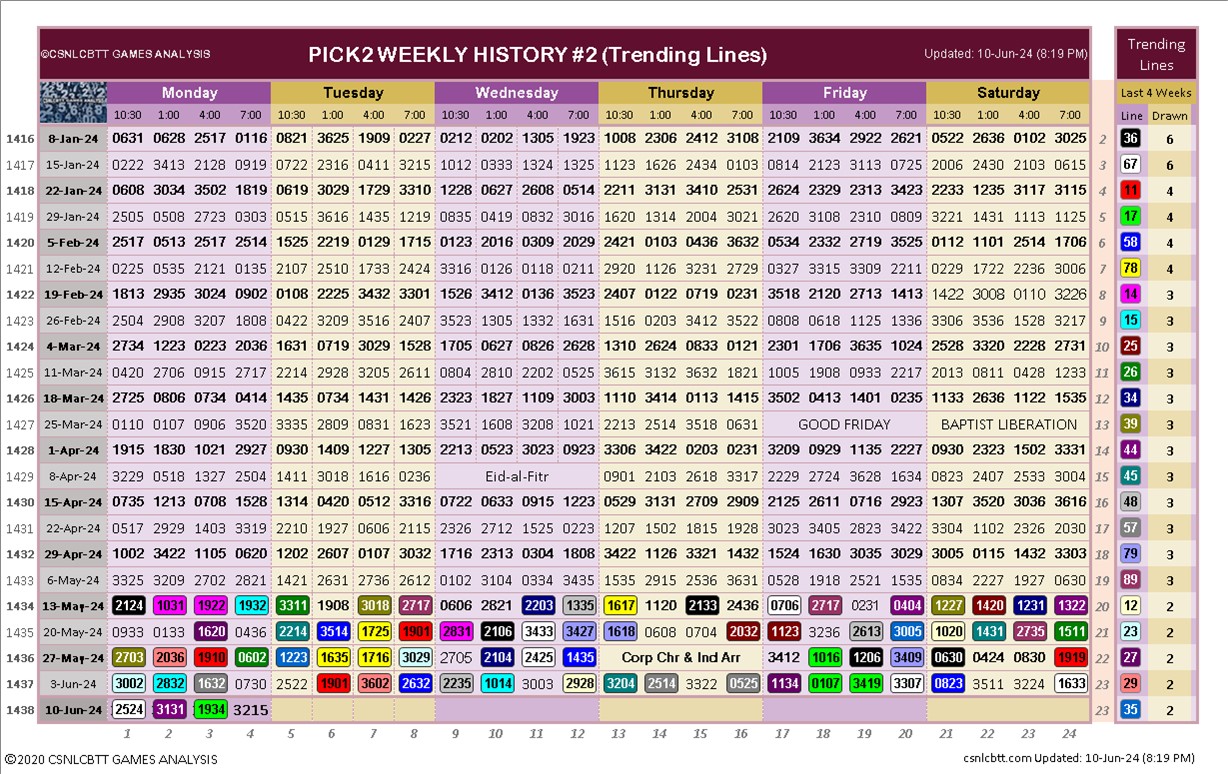 ©CSNLCBTT GAMES ANALYSIS PICK2 WEEKLY HISTORY #2 (Trending Lines) Updated: 10-Jun-24 (8:19 PM) Trending Lines
Monday Tuesday Wednesday Thursday Friday Saturday Last 4 Weeks
10:30 1:00 4:00 7:00 10:30 1:00 4:00 7:00 10:30 1:00 4:00 7:00 10:30 1:00 4:00 7:00 10:30 1:00 4:00 7:00 10:30 1:00 4:00 7:00 Line Drawn
1416 8-Jan-24 0631 0628 2517 0116 0821 3625 1909 0227 0212 0202 1305 1923 1008 2306 2412 5108 2109 3634 2922 2621 0522 2636 0102 3025 2 36 6
1417 15-Jan-24 0222 3413 2128 0919 0722 2316 0411 3215 1012 0333 1324 1325 1123 1626 2434 0103 0814 2123 3113 0725 2006 2430 2103 0615 3 67 6
1418 22-Jan-24 0608 3034 3502 1819 0619 3029 1729 3310 1228 0627 2608 0514 2211 3131 3410 2531 2624 2329 2313 3423 2233 1235 3117 3115 4 11 4
1419 29-Jan-24 2505 0508 2723 0303 0515 3616 1435 1219 0835 0419 0832 3016 1620 1314 2004 3021 2620 3108 2310 0809 3221 1431 1113 1125 5 17 4
1420 5-Feb-24 2517 0513 2517 2514 1525 2219 0129 1715 0123 2016 0309 2029 2421 0103 0436 3632 0534 2332 2719 3525 0112 1101 2514 1706 6 58 4
1421 12-Feb-24 0225 0535 2121 0135 2107 2510 1733 2424 3316 0126 0118 0211 2920 1126 3231 2729 0327 3315 3309 2211 0229 1722 2236 3006 7 78 4
1422 19-Feb-24 1813 2935 3024 0902 0108 2225 3432 3301 1526 3412 0136 3523 2407 0122 0719 0231 3518 2120 2713 1413 1422 3008 0110 3226 8 14 3
1423 26-Feb-24 2504 2908 3207 1808 0422 3209 3516 2407 3523 1305 1332 1631 1516 0203 3412 3522 0808 0618 1125 1336 3306 3536 1528 3217 9 15 3
1424 4-Mar-24 2734 1223 0223 2036 1631 0719 3029 1528 1705 0627 0826 2628 1310 2624 0833 0121 2301 1706 3635 1024 2528 3320 2228 2731 10 25 3
1425 11-Mar-24 0420 2706 0915 2717 2214 2928 3205 2611 0804 2810 2202 0525 3615 3132 3632 1821 1005 1908 0933 2217 2013 0811 0428 1233 11 26 3
1426 18-Mar-24 2725 0806 0734 0414 1435 0734 1431 1426 2323 1827 1109 3003 1110 3414 0113 1415 3502 0413 1401 0235 1133 2636 1122 1535 12 34 3
1427 25-Mar-24 0110 0107 0906 3520 3335 2809 0831 1623 3521 1608 3208 1021 2213 2514 3518 0631 GOOD FRIDAY BAPTIST LIBERATION 13 39 3
1428 1-Apr-24 1915 1830 1021 2927 0930 1409 1227 1305 2213 0523 3023 0923 3306 3422 0203 0231 3209 0929 1135 2227 0930 2323 1502 3331 14 44 3
1429 8-Apr-24 3229 0518 1327 2504 1411 3018 1616 0234 Eid-al-Fitr 0901 2103 2618 3317 2229 2724 3628 1634 0823 2407 2533 3004 15 45 3
1430 15-Apr-24 0735 1213 0708 1528 1314 0420 0512 3316 0722 0633 0915 1223 0529 3131 2709 2909 2125 2611 0716 2923 1307 3520 3036 3616 16 48 3
1431 22-Apr-24 0517 2929 1403 3319 2210 1927 0606 2115 2326 2712 1525 0223 1207 1502 1815 1928 3023 3405 2823 3422 3304 1102 2326 2030 17 57 3
1432 29-Apr-24 1002 3422 1105 0620 1202 2607 0107 3032 1716 2313 0304 1808 3422 1126 3321 1432 1524 1630 3035 3029 3005 0115 1432 3303 18 79 3
1433 6-May-24 3325 3209 2702 2821 1421 2631 2736 2612 0102 3104 0334 3435 1535 2915 2536 3631 0528 1918 2521 1535 0834 2227 1927 0630 19 89 3
1434 13-May-24 2124 1031 1922 1932 3311 1908 3018 2717 0606 2821 2203 1335 1617 1120 2133 2436 0706 2717 0231 0404 1227 1420 1231 1322 20 12 2
1435 20-May-24 0933 0133 1620 0436 2214 3514 1725 1901 2831 2106 3433 3427 1618 0608 0704 2032 1123 3236 2613 3005 1020 1431 2735 1511 21 23 2
1436 27-May-24 2703 2036 1910 0602 1223 1635 1716 3029 2705 2104 2425 1435 Corp Chr & Ind Arr 3412 1016 1206 3409 0630 0424 0830 1919 22 27 2
1437 3-Jun-24 3002 2832 1632 0730 2522 1901 3602 2632 2235 1014 3003 2928 3204 2514 3322 0525 1134 0107 3419 3307 0823 3511 3224 1633 23 29 2
1438 10-Jun-24 2524 3131 1934 3215 23 35 2
1 2 3 4 5 6 7 8 9 10 11 12 13 14 15 16 17 18 19 20 21 22 23 24
©2020 CSNLCBTT GAMES ANALYSIS csnlcbtt.com Updated: 10-Jun-24 (8:19 PM)